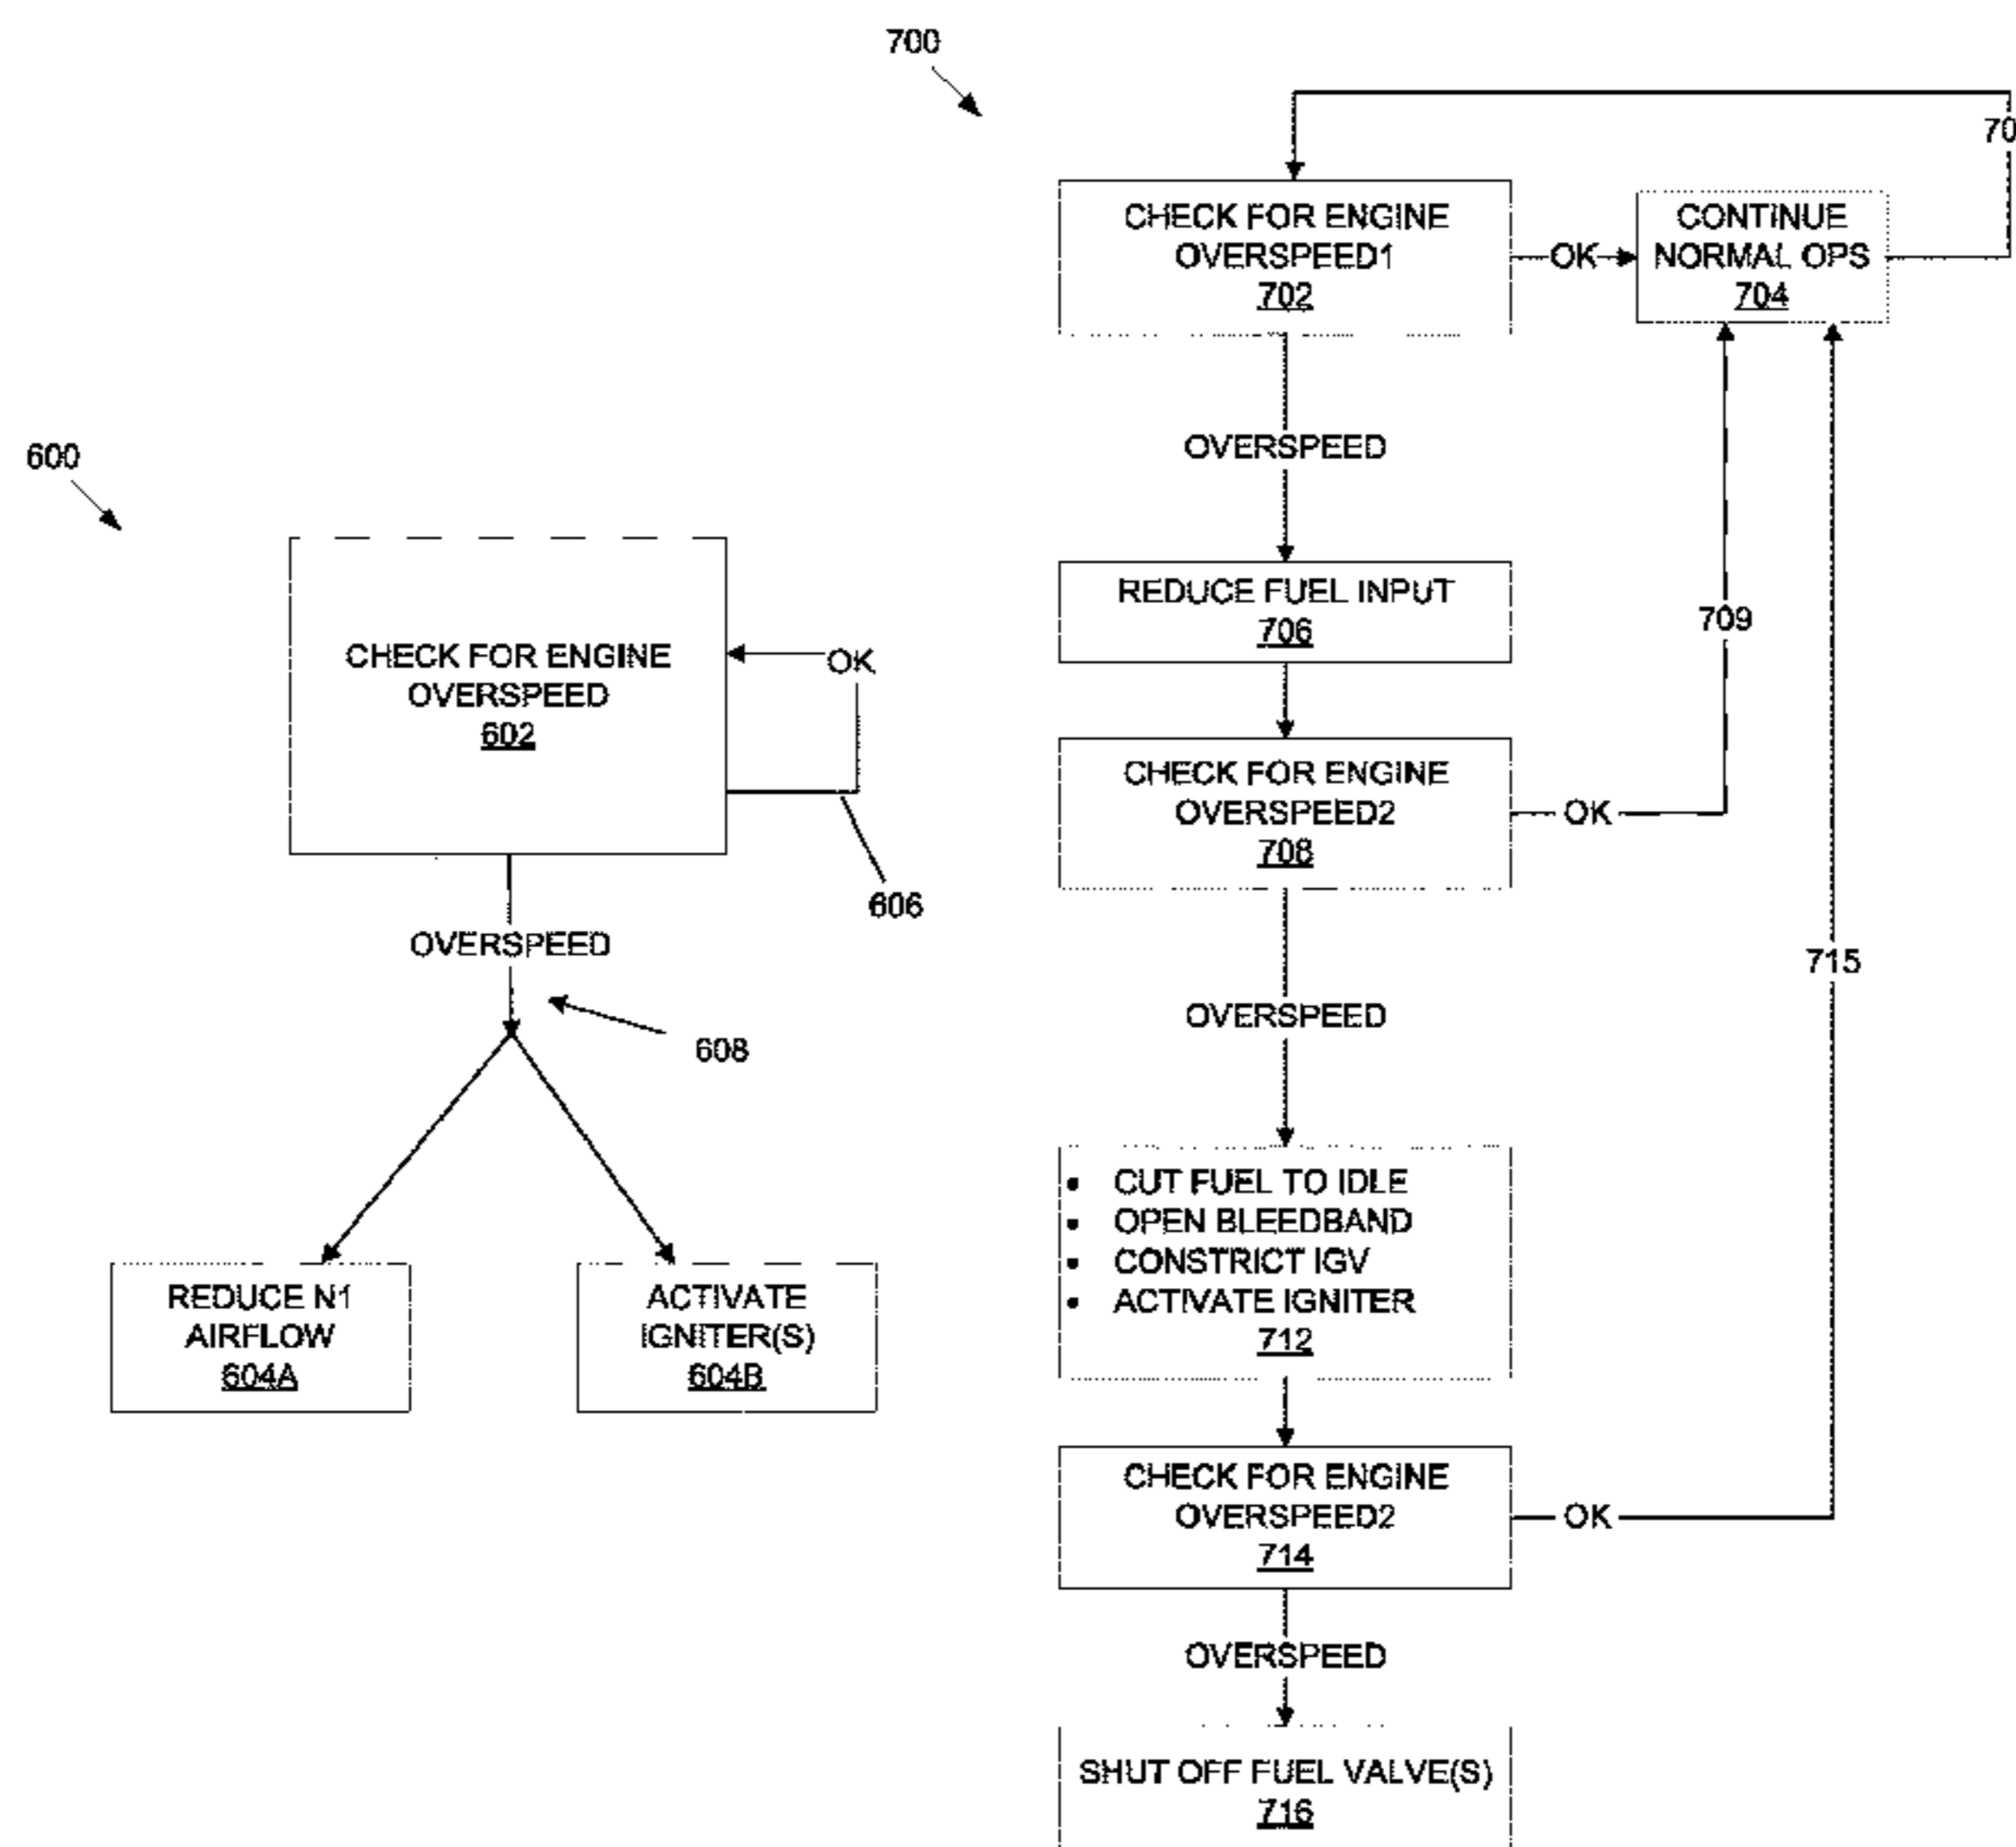 600
CHECK FOR ENGINE
OVERSPEED
602
OK
606
OVERSPEED
608
REDUCE N1
AIRFLOW
604A
ACTIVATE
IGNITER(S)
604B
700
70
CHECK FOR ENGINE
OVERSPEED1
702
OK
CONTINUE
NORMAL OPS
704
OVERSPEED
REDUCE FUEL INPUT
706
709
CHECK FOR ENGINE
OVERSPEED2
708
OK
715
OVERSPEED
• CUT FUEL TO IDLE
• OPEN BLEEDBAND
• CONSTRICT IGV
• ACTIVATE IGNITER
712
CHECK FOR ENGINE
OVERSPEED2
714
OK
OVERSPEED
SHUT OFF FUEL VALVE(S)
716